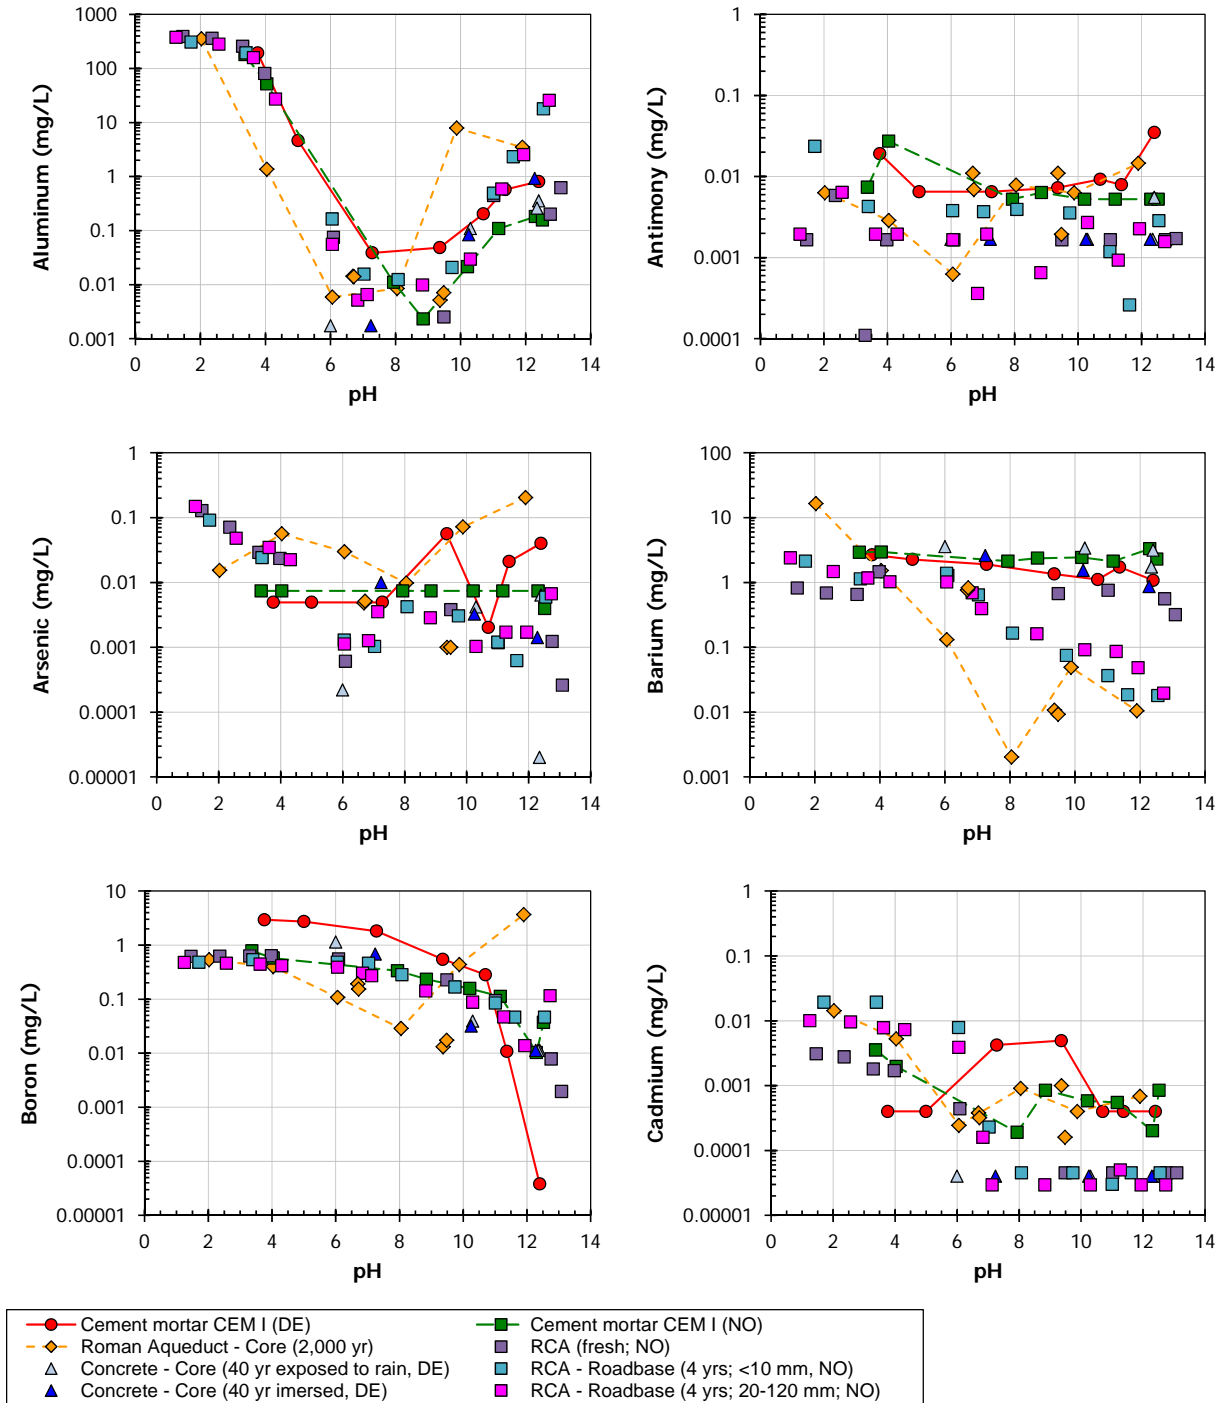 1000
100
10
1
0.1
0.01
0.001
0 2 4 6 8 10 12 14
Aluminum (mg/L)
pH
1
0.1
0.01
0.001
0.0001
0 2 4 6 8 10 12 14
Antimony (mg/L)
pH
1
0.1
0.01
0.001
0.0001
0.00001
0 2 4 6 8 10 12 14
Arsenic (mg/L)
pH
100
10
1
0.1
0.01
0.001
0 2 4 6 8 10 12 14
Barium (mg/L)
pH
10
1
0.1
0.01
0.001
0.0001
0.00001
0 2 4 6 8 10 12 14
Boron (mg/L)
pH
1
0.1
0.01
0.001
0.0001
0.00001
0 2 4 6 8 10 12 14
Cadmium (mg/L)
pH
Cement mortar CEM I (DE)
Roman Aqueduct - Core (2,000 yr)
Concrete - Core (40 yr exposed to rain, DE)
Concrete - Core (40 yr imersed, DE)
Cement mortar CEM I (NO)
RCA (fresh; NO)
RCA - Roadbase (4 yrs; <10 mm, NO)
RCA - Roadbase (4 yrs; 20-120 mm; NO)